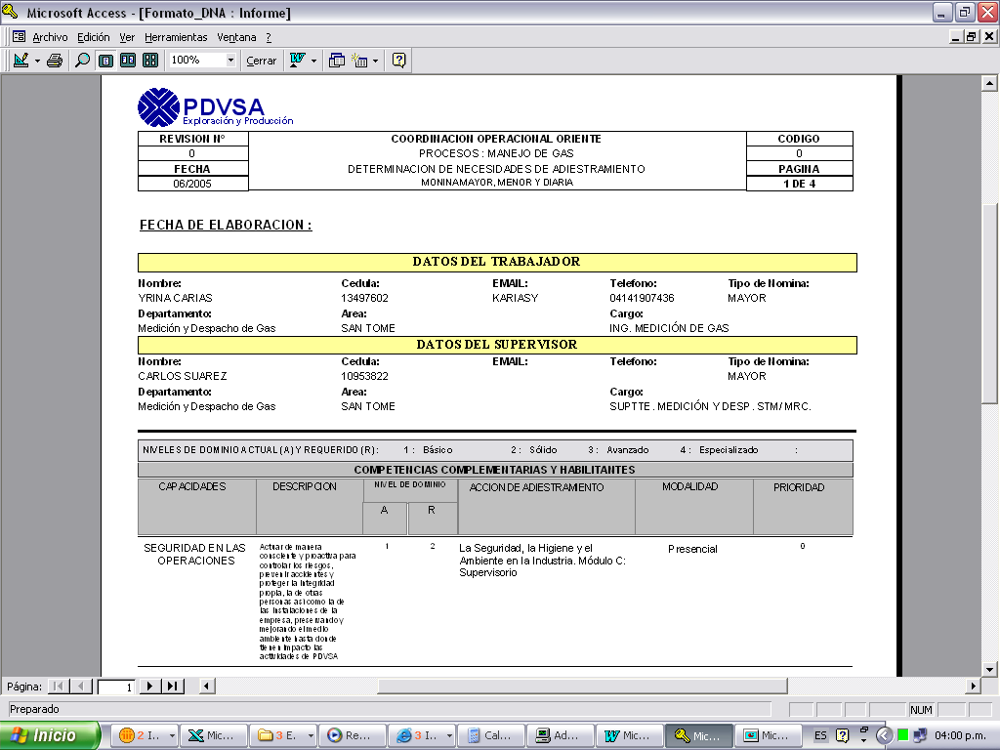 Microsoft Access - [Formato_DNA : Informe]
Archivo Edición Ver Herramientas Ventana ?
100% Cerrar
PDVSA
Exploración y Producción
REVISION Nº COORDINACION OPERACIONAL ORIENTE CODIGO
0 PROCESOS : MANEJO DE GAS 0
FECHA DETERMINACION DE NECESIDADES DE ADIESTRAMIENTO PAGINA
06/2005 MONINAMAYOR, MENOR Y DIARIA 1 DE 4
FECHA DE ELABORACION :
DATOS DEL TRABAJADOR
Nombre: Cedula: EMAIL: Telefono: Tipo de Nomina:
YRINA CARIAS 13497602 KARIASY 04141907436 MAYOR
Departamento: Area: Cargo:
Medición y Despacho de Gas SAN TOME ING. MEDICIÓN DE GAS
DATOS DEL SUPERVISOR
Nombre: Cedula: EMAIL: Telefono: Tipo de Nomina:
CARLOS SUAREZ 10953822 MAYOR
Departamento: Area: Cargo:
Medición y Despacho de Gas SAN TOME SUPTTE. MEDICIÓN Y DESP. STM/ MRC.
NIVELES DE DOMINIO ACTUAL (A) Y REQUERIDO (R): 1 : Básico 2 : Sólido 3 : Avanzado 4 : Especializado :
COMPETENCIAS COMPLEMENTARIAS Y HABILITANTES
CAPACIDADES DESCRIPCION NIVEL DE DOMINIO ACCION DE ADIESTRAMIENTO MODALIDAD PRIORIDAD
A R
SEGURIDAD EN LAS OPERACIONES
Actuar de manera
consciente y proactiva para
controlar los riesgos,
prevenir accidentes y
proteger la integridad
propia, la de otras
personas así como la de
las instalaciones de la
empresa, preservando y
mejorando el medio
ambiente hasta donde
tienen impacto las
actividades de PDVSA
1 2
La Seguridad, la Higiene y el
Ambiente en la Industria. Módulo C:
Supervisorio
Presencial 0
Página: 1
Preparado NUM
Inicio 2 I... Mic... 3 E. Re... 3 I... Cal... Ad... Mic... Mic... Mic... ES 04:00 p.m.